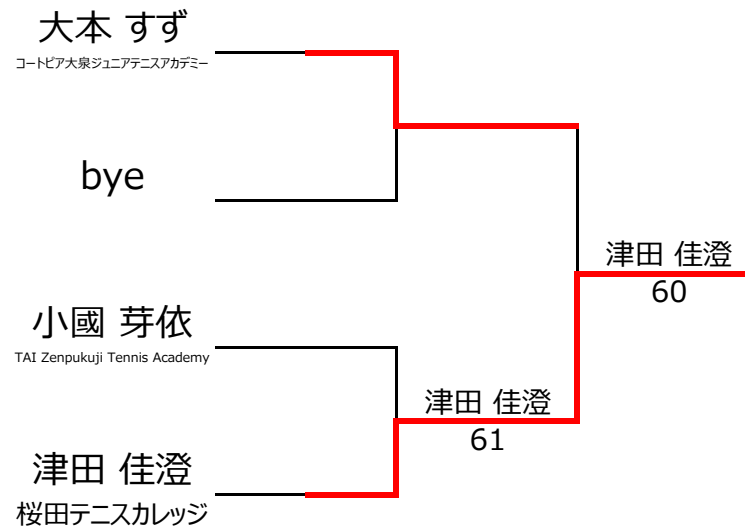 大本 すず
コートピア大泉ジュニアテニスアカデミー
bye
津田 佳澄
60
小國 芽依
TAI Zenpukuji Tennis Academy
津田 佳澄
61
津田 佳澄
桜田テニスカレッジ